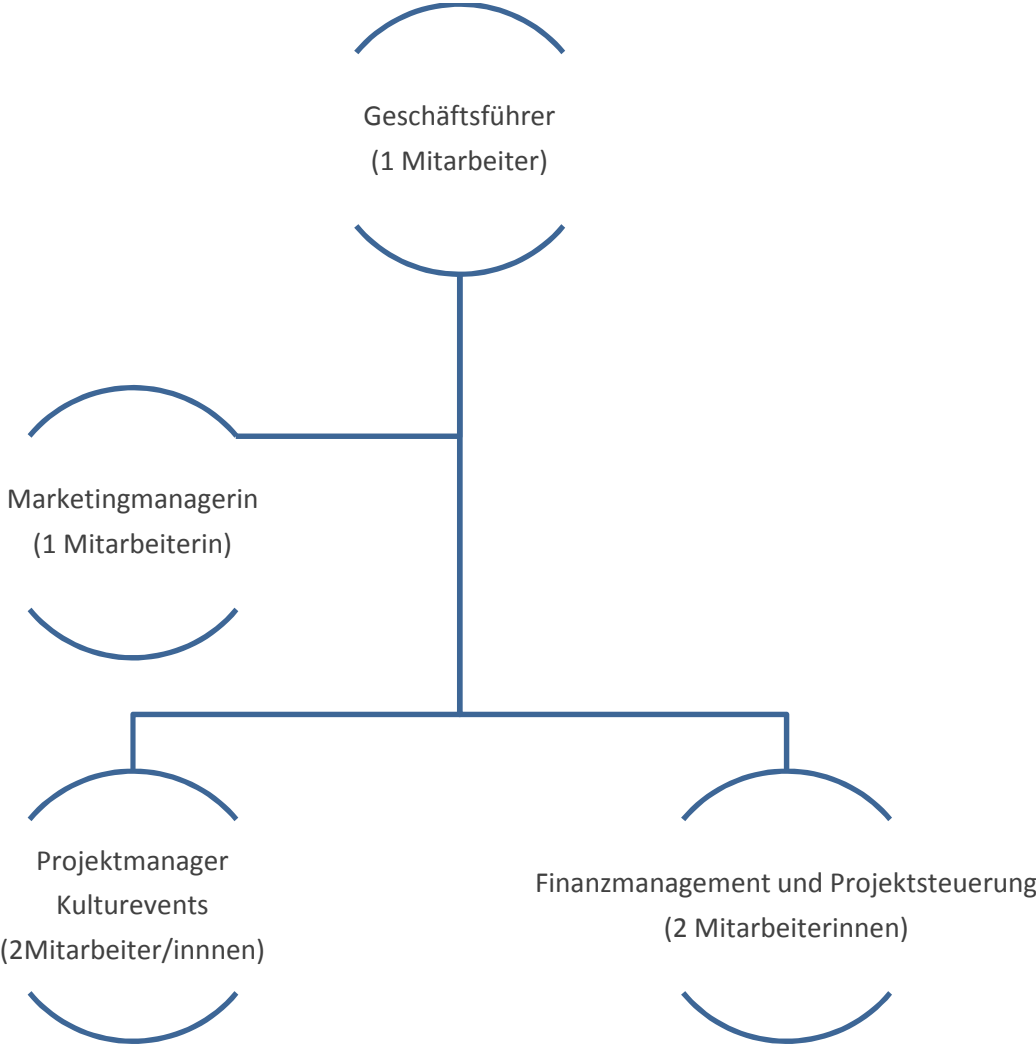 Geschäftsführer
(1 Mitarbeiter)
Marketingmanagerin
(1 Mitarbeiterin)
Projektmanager
Kulturevents
(2Mitarbeiter/innnen)
Finanzmanagement und Projektsteuerung
(2 Mitarbeiterinnen)